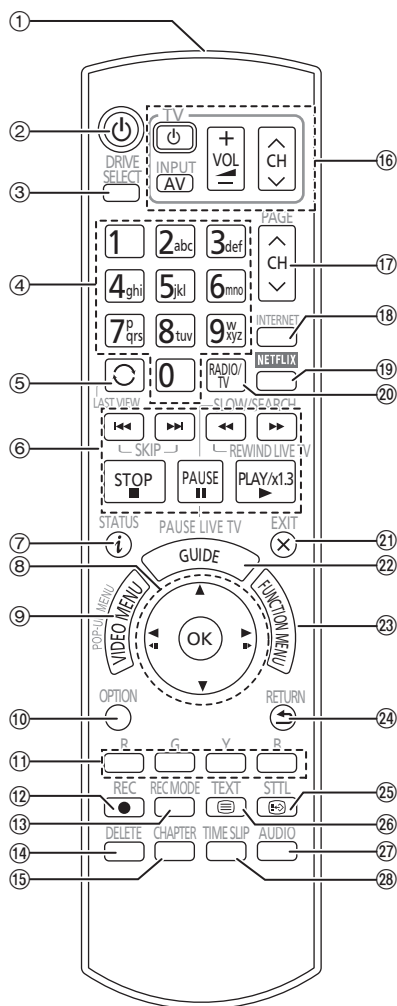 ①
② TV
DRIVE SELECT INPUT AV + VOL − CH ⑯
③ PAGE
1 2abc 3def CH ⑰
④ 4ghi 5jkl 6mno
7pqrs 8tuv 9wxyz INTERNET ⑱
NETFLIX ⑲
⑤ 0 RADIO/TV ⑳
LAST VIEW SLOW/SEARCH
⑥ SKIP REWIND LIVE TV
STOP PAUSE PLAY/x1.3
STATUS PAUSE LIVE TV EXIT
⑦ i ㉑
⑧ GUIDE ㉒
⑨ POP-UP MENU VIDEO MENU OK FUNCTION MENU ㉓
OPTION RETURN
⑩ ㉔
R G Y B
⑪
REC REC MODE TEXT STTL
⑫ ㉕
⑬ ㉖
DELETE CHAPTER TIME SLIP AUDIO
⑭ ㉗
⑮ ㉘